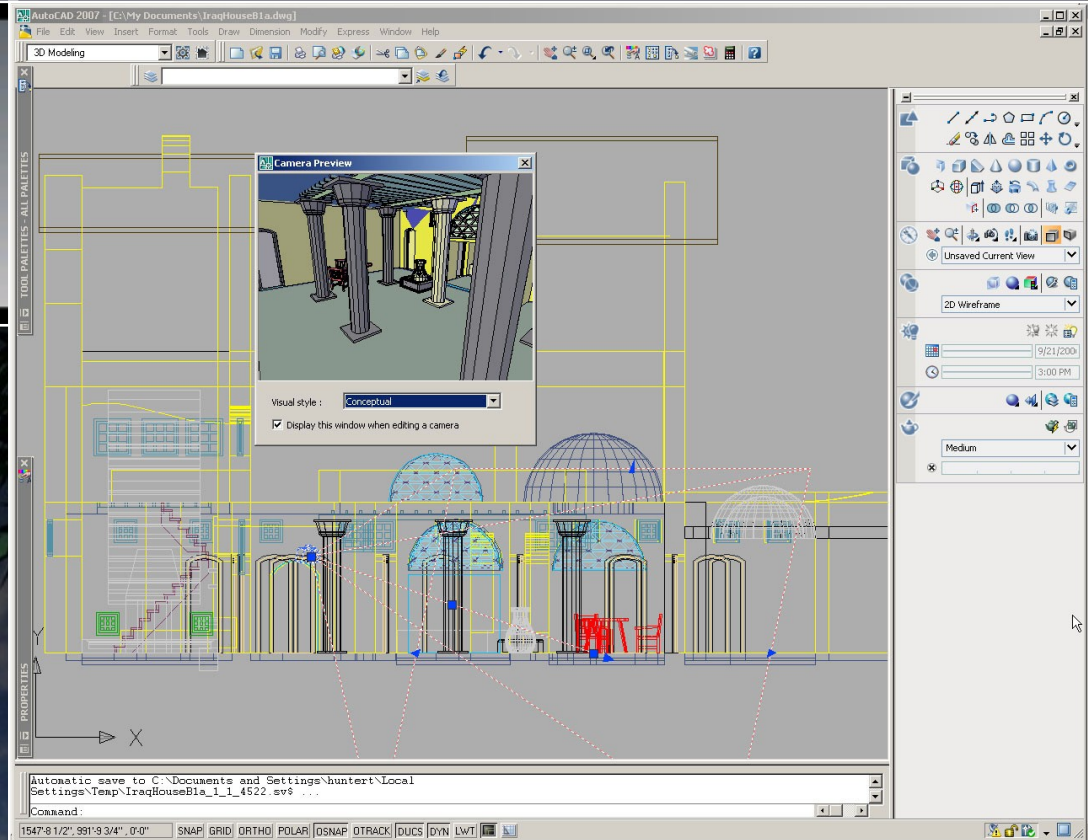 AutoCAD 2007 - [C:\My Documents\IraqHouseB1a.dwg]
File Edit View Insert Format Tools Draw Dimension Modify Express Window Help
3D Modeling
TOOL PALETTES - ALL PALETTES
Camera Preview
Visual style :
Conceptual
Display this window when editing a camera
Unsaved Current View
2D Wireframe
9/21/200
3:00 PM
Medium
PROPERTIES
Y
X
Automatic save to C:\Documents and Settings\huntert\Local
Settings\Temp\IraqHouseB1a_1_1_4522.sv$ ...
Command:
1547'-8 1/2", 991'-9 3/4" , 0'-0" SNAP GRID ORTHO POLAR OSNAP OTRACK DUCS DYN LWT